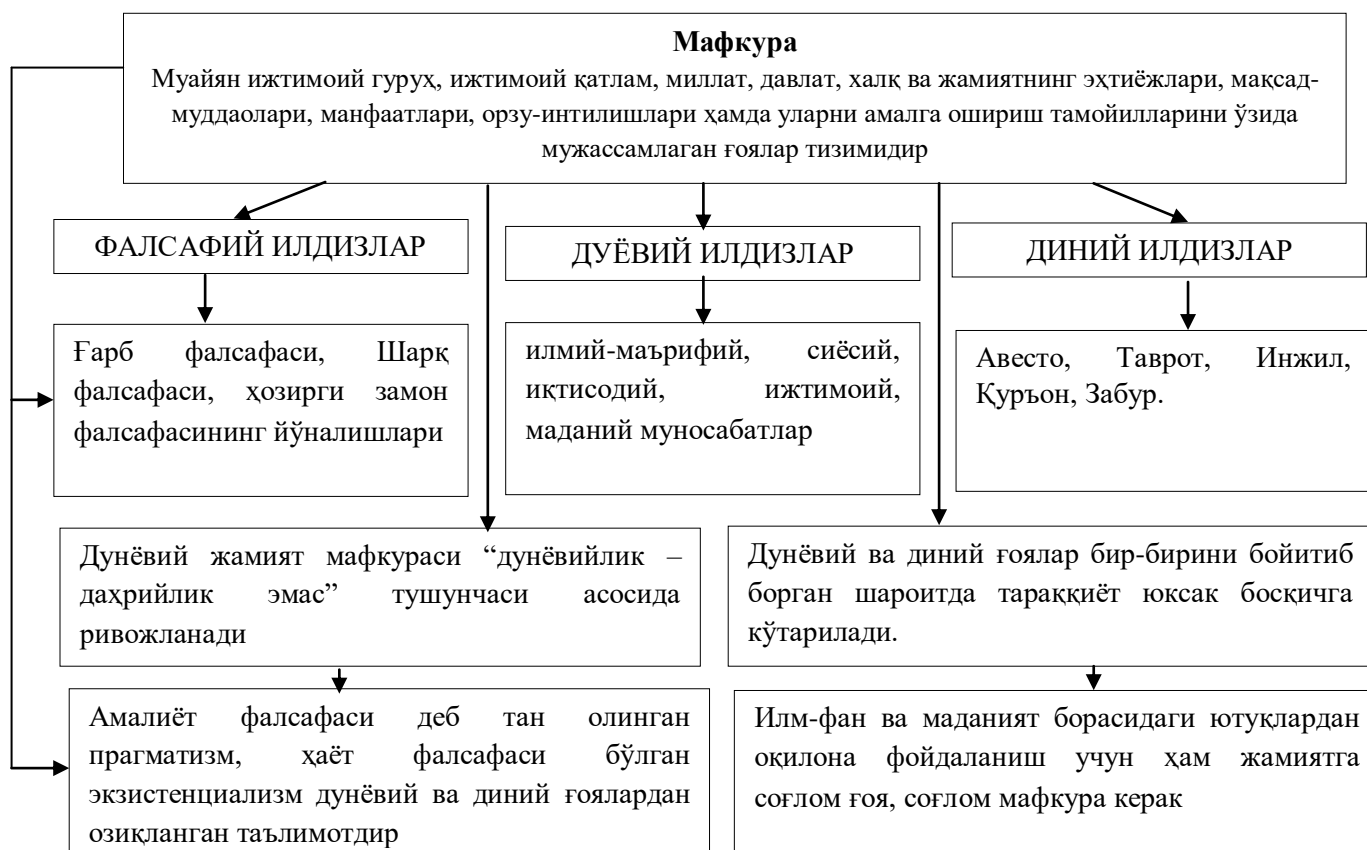 Мафкура
Муайян ижтимоий гуруҳ, ижтимоий қатлам, миллат, давлат, халқ ва жамиятнинг эҳтиёжлари, мақсад-
муддаолари, манфаатлари, орзу-интилишлари ҳамда уларни амалга ошириш тамойилларини ўзида
мужассамлаган ғоялар тизимидир
ФАЛСАФИЙ ИЛДИЗЛАР
ДУЁВИЙ ИЛДИЗЛАР
ДИНИЙ ИЛДИЗЛАР
Ғарб фалсафаси, Шарқ
фалсафаси, ҳозирги замон
фалсафасининг йўналишлари
илмий-маърифий, сиёсий,
иқтисодий, ижтимоий,
маданий муносабатлар
Авесто, Таврот, Инжил,
Қуръон, Забур.
Дунёвий жамият мафкураси “дунёвийлик –
даҳрийлик эмас” тушунчаси асосида
ривожланади
Дунёвий ва диний ғоялар бир-бирини бойитиб
борган шароитда тараққиёт юксак босқичга
кўтарилади.
Амалиёт фалсафаси деб тан олинган
прагматизм, ҳаёт фалсафаси бўлган
экзистенциализм дунёвий ва диний ғоялардан
озиқланган таълимотдир
Илм-фан ва маданият борасидаги ютуқлардан
оқилона фойдаланиш учун ҳам жамиятга
соғлом ғоя, соғлом мафкура керак